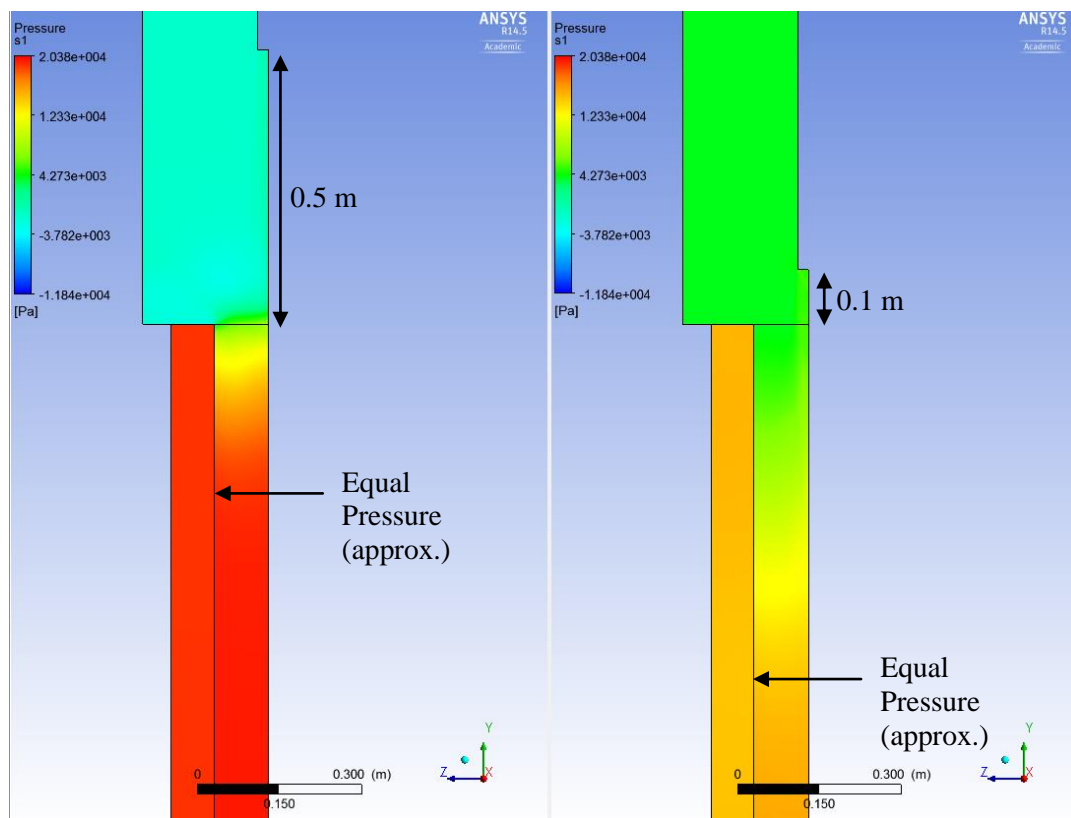 Pressure
s1
2.038e+004
1.233e+004
4.273e+003
-3.782e+003
-1.184e+004
[Pa]
ANSYS
R14.5
Academic
0.5 m
Equal
Pressure
(approx.)
0
0.300 (m)
0.150
Y
Z
X
Pressure
s1
2.038e+004
1.233e+004
4.273e+003
-3.782e+003
-1.184e+004
[Pa]
ANSYS
R14.5
Academic
0.1 m
Equal
Pressure
(approx.)
0
0.300 (m)
0.150
Y
Z
X